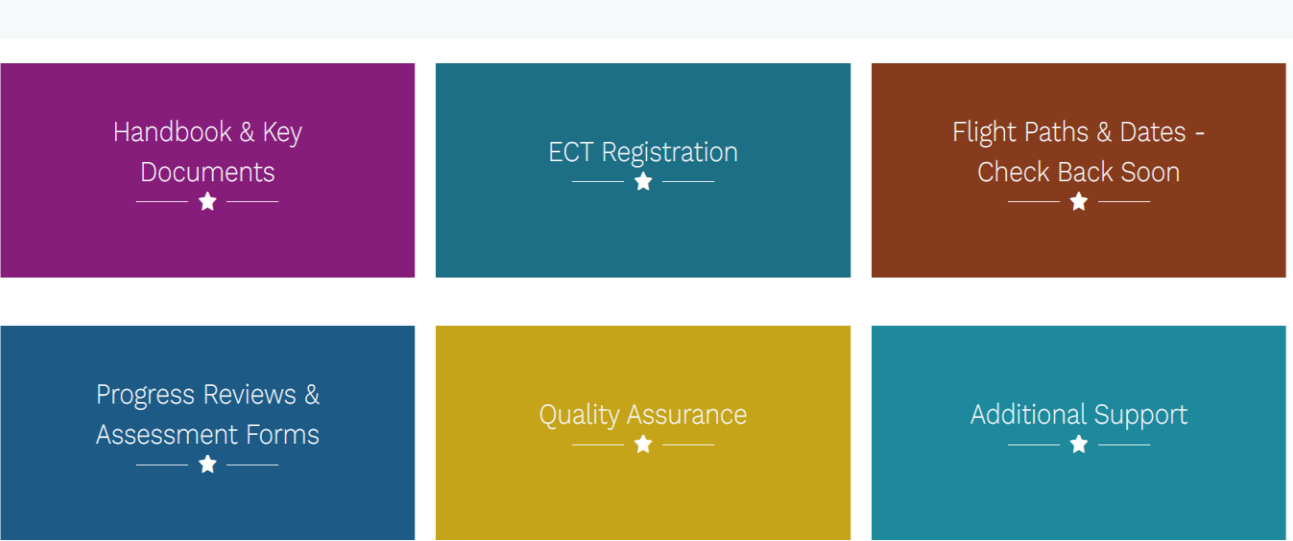 Handbook & Key
Documents
ECT Registration
Flight Paths & Dates -
Check Back Soon
Progress Reviews &
Assessment Forms
Quality Assurance
Additional Support